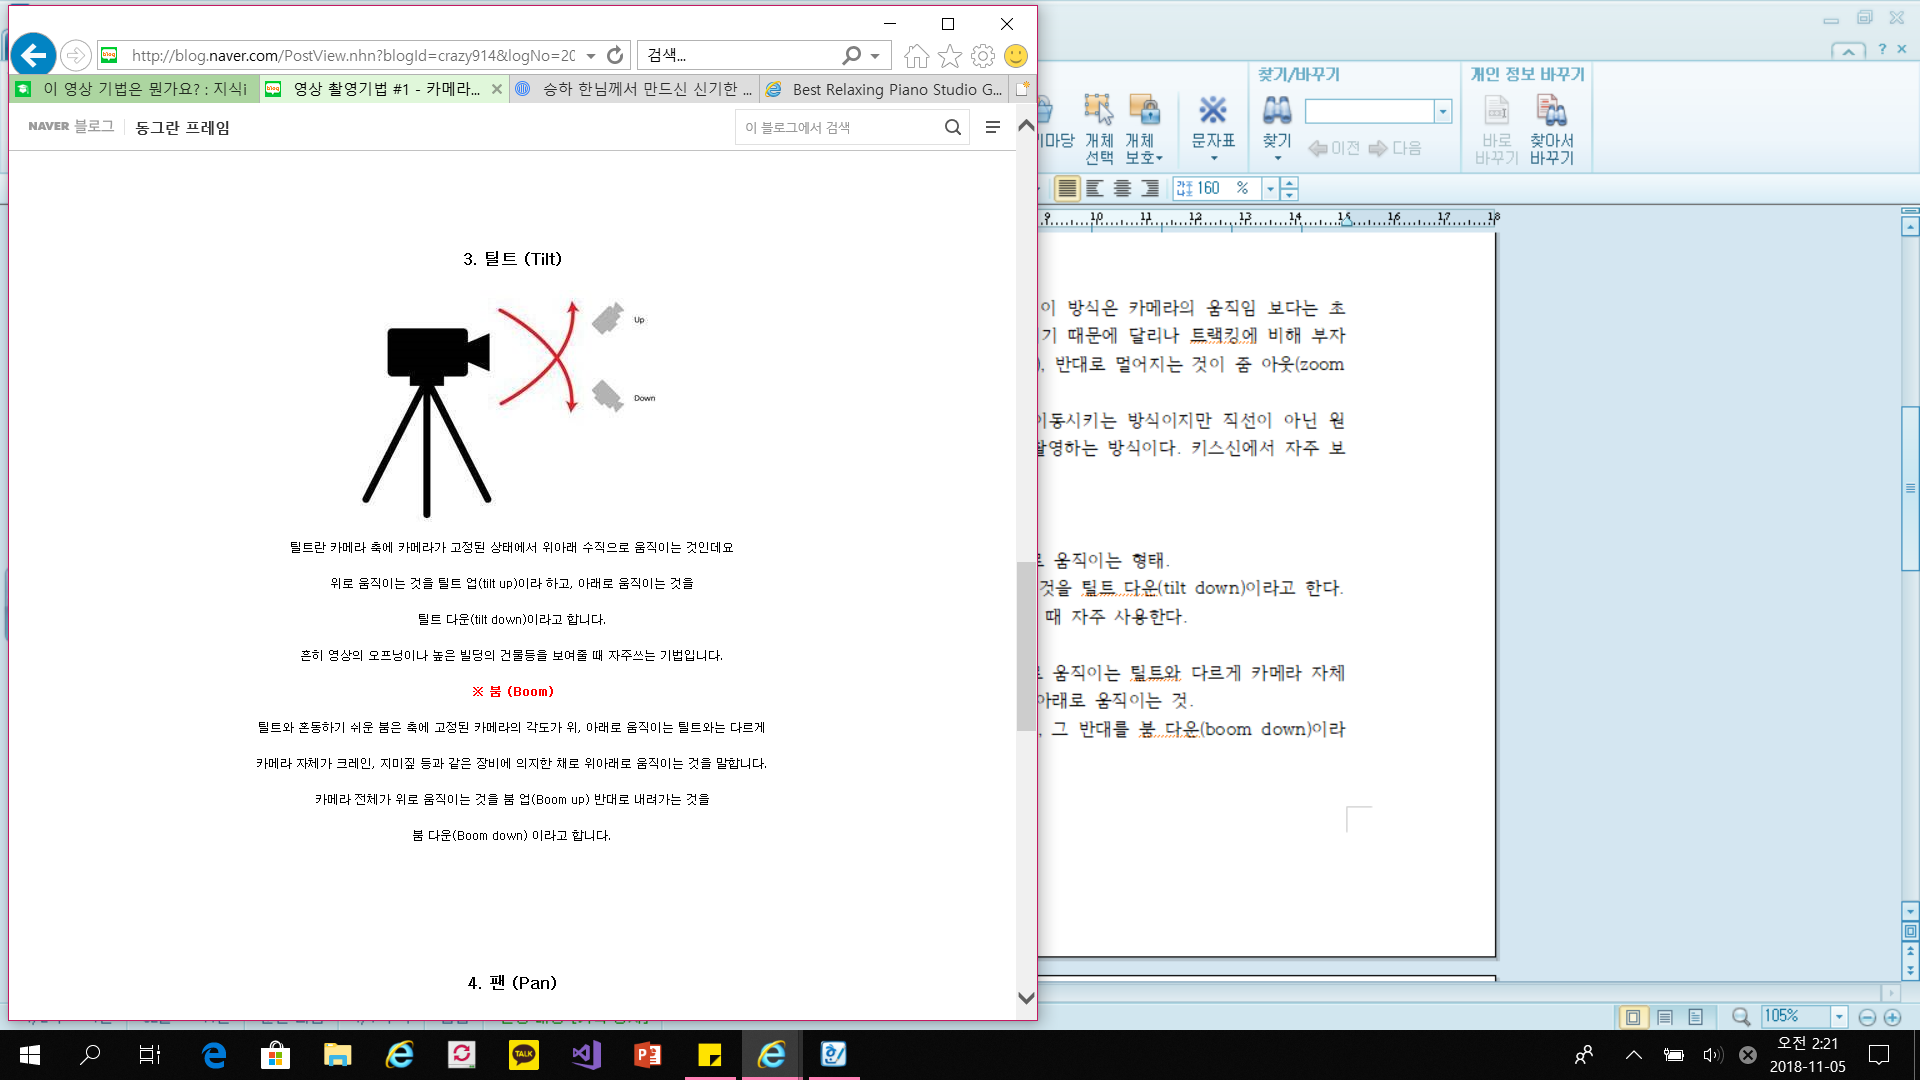 http://blog.naver.com/PostView.nhn?blogId=crazy914&logNo=20
검색...
이 영상 기법은 뭔가요? : 지식i
영상 촬영기법 #1 - 카메라...
승하 한님께서 만드신 신기한 ...
Best Relaxing Piano Studio G...
NAVER 블로그
동그란 프레임
이 블로그에서 검색
3. 틸트 (Tilt)
Up
Down
틸트란 카메라 축에 카메라가 고정된 상태에서 위아래 수직으로 움직이는 것인데요
위로 움직이는 것을 틸트 업(tilt up)이라 하고, 아래로 움직이는 것을
틸트 다운(tilt down)이라고 합니다.
흔히 영상의 오프닝이나 높은 빌딩의 건물등을 보여줄 때 자주쓰는 기법입니다.
※ 붐 (Boom)
틸트와 혼동하기 쉬운 붐은 축에 고정된 카메라의 각도가 위, 아래로 움직이는 틸트와는 다르게
카메라 자체가 크레인, 지미짚 등과 같은 장비에 의지한 채로 위아래로 움직이는 것을 말합니다.
카메라 전체가 위로 움직이는 것을 붐 업(Boom up) 반대로 내려가는 것을
붐 다운(Boom down) 이라고 합니다.
4. 팬 (Pan)
찾기/바꾸기
개인 정보 바꾸기
마당
개체
선택
개체
보호
문자표
찾기
이전
다음
바로
바꾸기
찾아서
바꾸기
160 %
9 10 11 12 13 14 15 16 17 18
이 방식은 카메라의 움직임 보다는 초
기 때문에 달리나 트랙킹에 비해 부자
), 반대로 멀어지는 것이 줌 아웃(zoom
이동시키는 방식이지만 직선이 아닌 원
촬영하는 방식이다. 키스신에서 자주 보
로 움직이는 형태.
것을 틸트 다운(tilt down)이라고 한다.
때 자주 사용한다.
로 움직이는 틸트와 다르게 카메라 자체
아래로 움직이는 것.
, 그 반대를 붐 다운(boom down)이라
105%
TALK
오전 2:21
2018-11-05